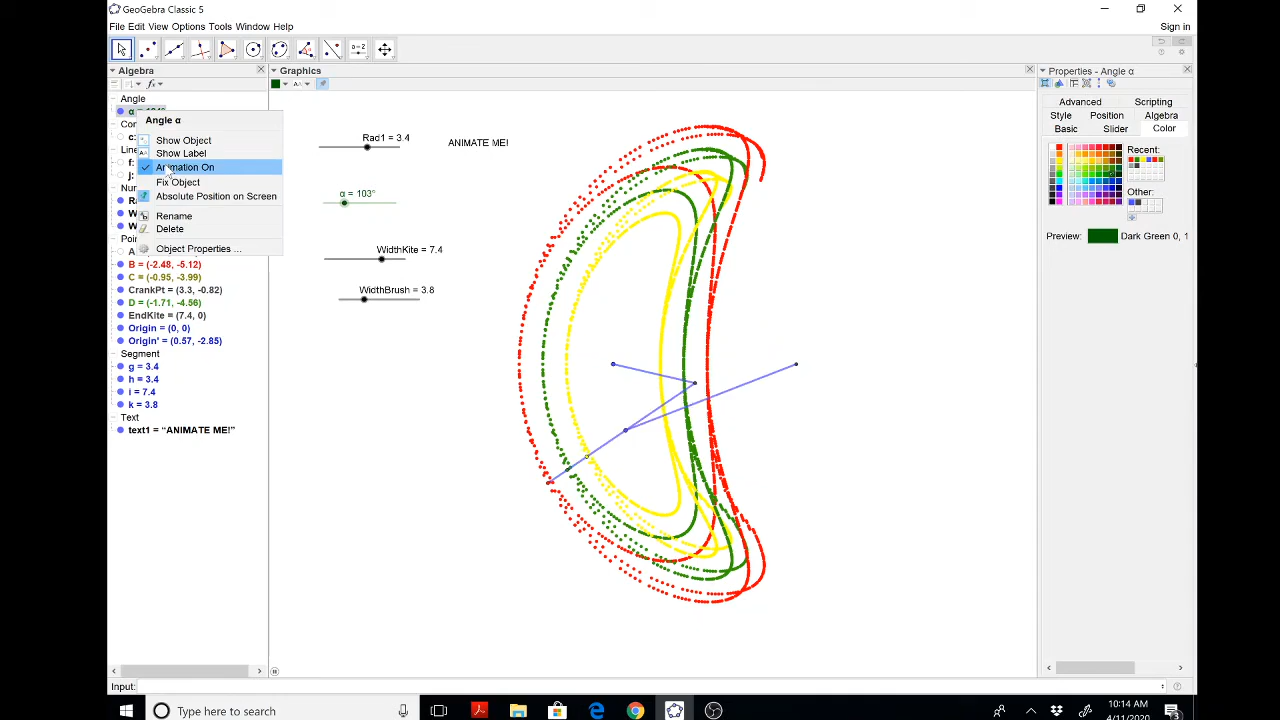 GeoGebra Classic 5
File Edit View Options Tools Window Help
Sign in
a=2
Algebra
Graphics
Properties - Angle α
Angle
Angle α
Show Object
Show Label
Animation On
Fix Object
Absolute Position on Screen
Rename
Delete
Object Properties ...
B = (-2.48, -5.12)
C = (-0.95, -3.99)
CrankPt = (3.3, -0.82)
D = (-1.71, -4.56)
EndKite = (7.4, 0)
Origin = (0, 0)
Origin' = (0.57, -2.85)
Segment
g = 3.4
h = 3.4
i = 7.4
k = 3.8
Text
text1 = “ANIMATE ME!”
Rad1 = 3.4
ANIMATE ME!
α = 103°
WidthKite = 7.4
WidthBrush = 3.8
Advanced
Scripting
Style
Position
Algebra
Basic
Slider
Color
Recent:
Other:
Preview:
Dark Green 0, 1
Input:
Type here to search
10:14 AM
4/11/2020